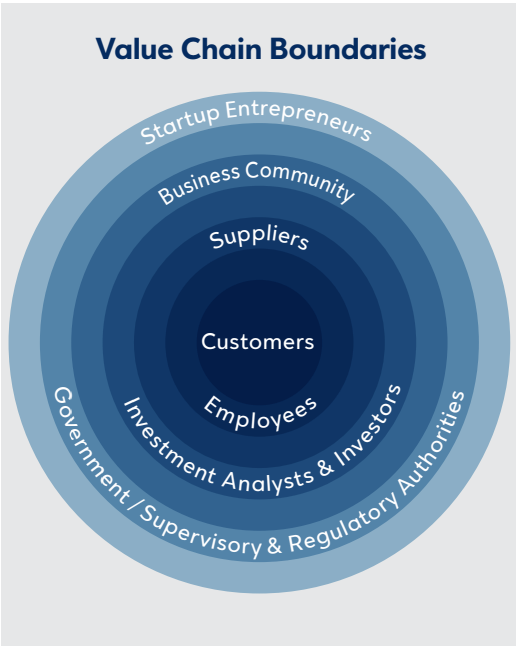 Value Chain Boundaries
Startup Entrepreneurs
Business Community
Suppliers
Customers
Employees
Investment Analysts & Investors
Government / Supervisory & Regulatory Authorities